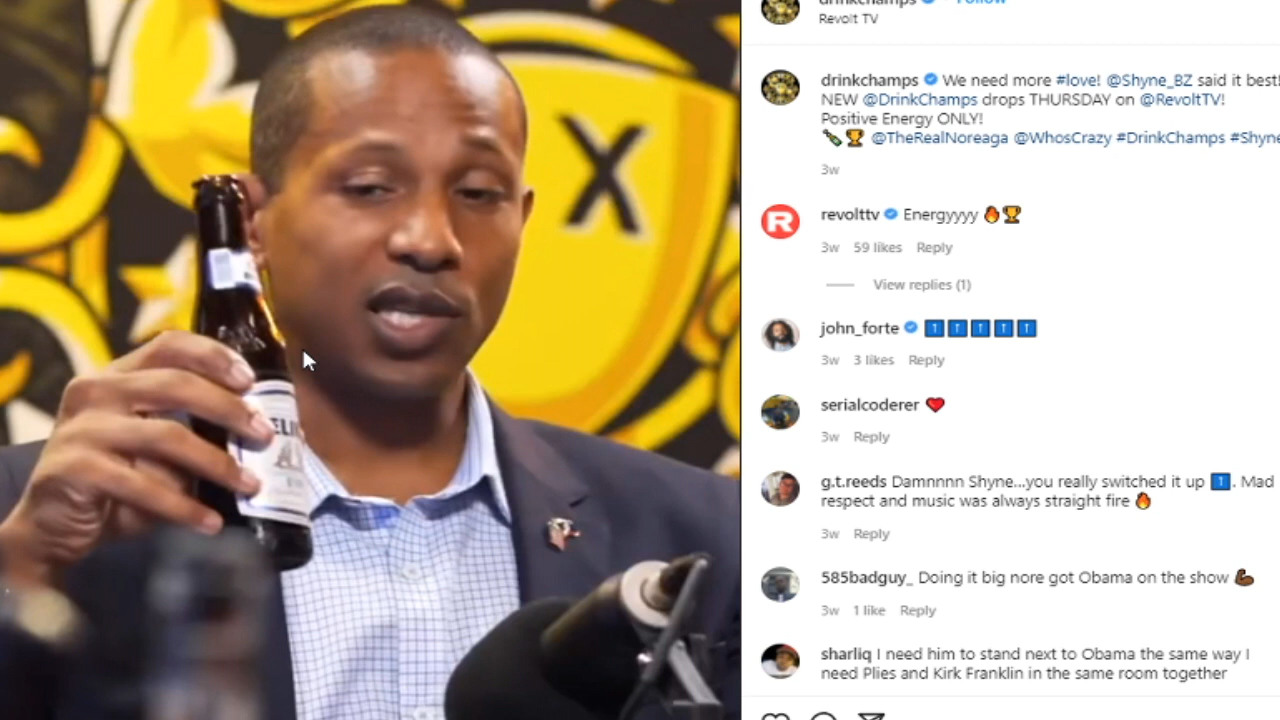 X
ELI
drinkchamps Follow
Revolt TV
drinkchamps We need more #love! @Shyne_BZ said it best!
NEW @DrinkChamps drops THURSDAY on @RevoltTV!
Positive Energy ONLY!
🍾🏆 @TheRealNoreaga @WhosCrazy #DrinkChamps #Shyne
3w
R
revolttv Energyyyy 🔥🏆
3w 59 likes Reply
View replies (1)
john_forte ⬆️⬆️⬆️⬆️⬆️
3w 3 likes Reply
serialcoderer ❤️
3w Reply
g.t.reeds Damnnnn Shyne...you really switched it up ⬆️. Mad
respect and music was always straight fire 🔥
3w Reply
585badguy_ Doing it big nore got Obama on the show 💪🏿
3w 1 like Reply
sharliq I need him to stand next to Obama the same way I
need Plies and Kirk Franklin in the same room together